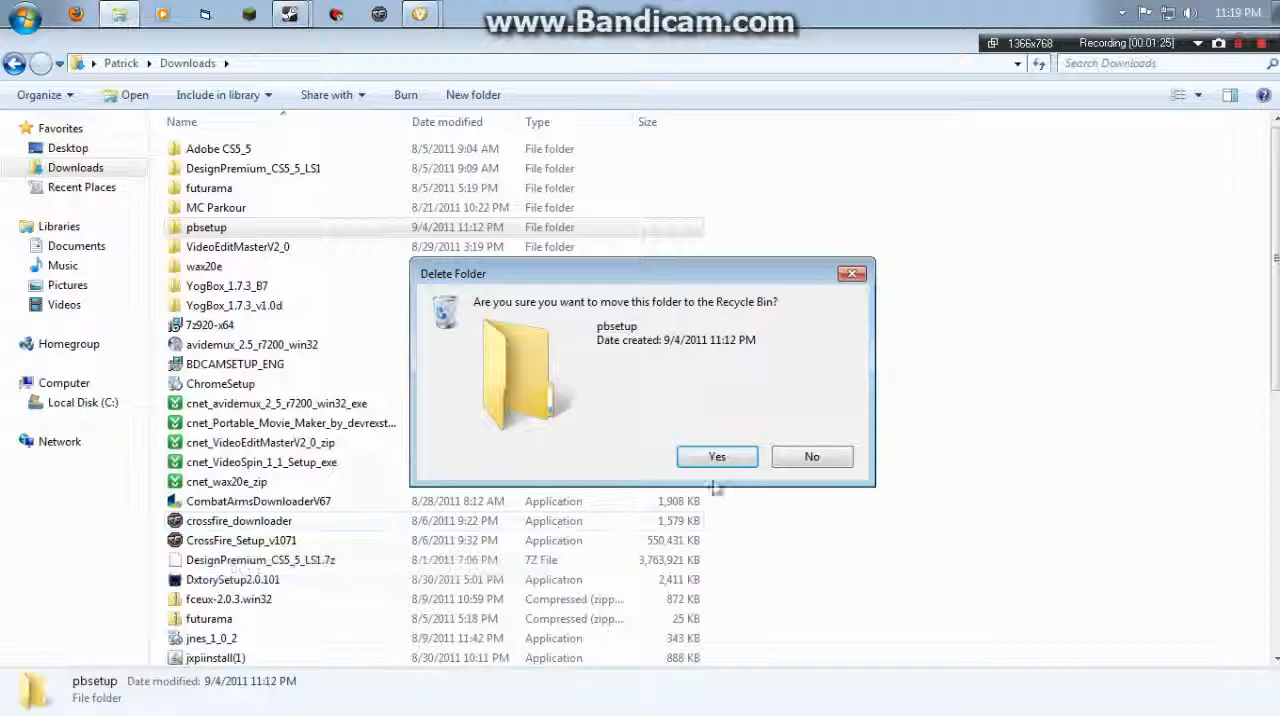 www.Bandicam.com
11:19 PM
1366x768 Recording [00:01:25]
Patrick Downloads Search Downloads
Organize Open Include in library Share with Burn New folder
Name Date modified Type Size
Favorites
Desktop
Downloads
Recent Places
Libraries
Documents
Music
Pictures
Videos
Homegroup
Computer
Local Disk (C:)
Network
Adobe CS5_5 8/5/2011 9:04 AM File folder
DesignPremium_CS5_5_LS1 8/5/2011 9:09 AM File folder
futurama 8/5/2011 5:19 PM File folder
MC Parkour 8/21/2011 10:22 PM File folder
pbsetup 9/4/2011 11:12 PM File folder
VideoEditMasterV2_0 8/29/2011 3:19 PM File folder
wax20e
YogBox_1.7.3_B7
YogBox_1.7.3_v1.0d
7z920-x64
avidemux_2.5_r7200_win32
BDCAMSETUP_ENG
ChromeSetup
cnet_avidemux_2_5_r7200_win32_exe
cnet_Portable_Movie_Maker_by_devrexst...
cnet_VideoEditMasterV2_0_zip
cnet_VideoSpin_1_1_Setup_exe
cnet_wax20e_zip
CombatArmsDownloaderV67 8/28/2011 8:12 AM Application 1,908 KB
crossfire_downloader 8/6/2011 9:22 PM Application 1,579 KB
CrossFire_Setup_v1071 8/6/2011 9:32 PM Application 550,431 KB
DesignPremium_CS5_5_LS1.7z 8/1/2011 7:06 PM 7Z File 3,763,921 KB
DxtorySetup2.0.101 8/30/2011 5:01 PM Application 2,411 KB
fceux-2.0.3.win32 8/9/2011 10:59 PM Compressed (zipp... 872 KB
futurama 8/5/2011 5:18 PM Compressed (zipp... 25 KB
jnes_1_0_2 8/9/2011 11:42 PM Application 343 KB
jxpiinstall(1) 8/30/2011 10:11 PM Application 888 KB
Delete Folder
Are you sure you want to move this folder to the Recycle Bin?
pbsetup
Date created: 9/4/2011 11:12 PM
Yes No
pbsetup Date modified: 9/4/2011 11:12 PM
File folder